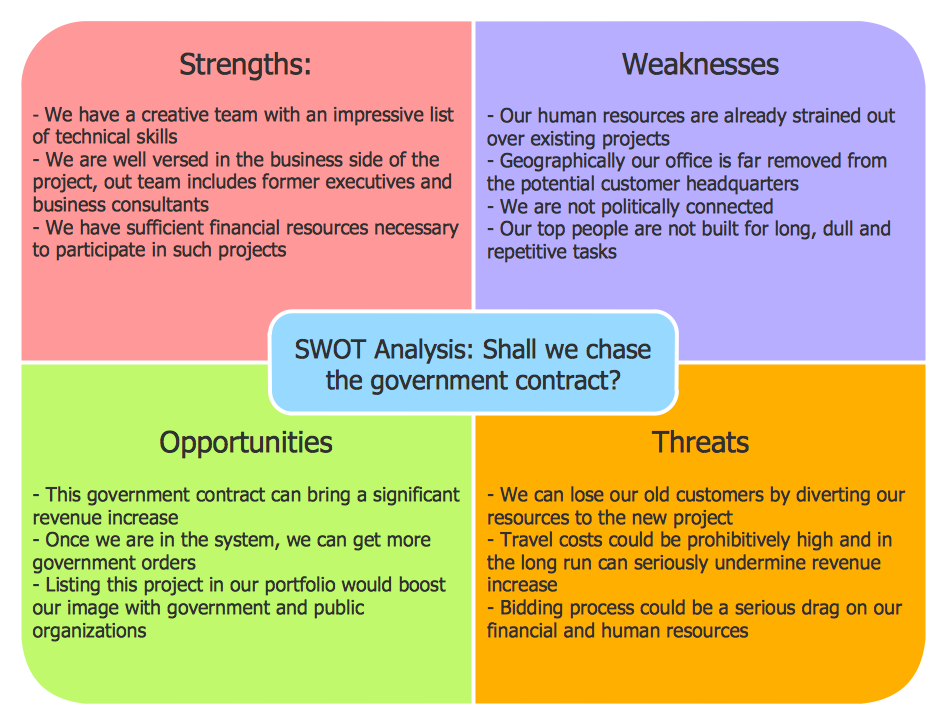 Strengths:
- We have a creative team with an impressive list
of technical skills
- We are well versed in the business side of the
project, out team includes former executives and
business consultants
- We have sufficient financial resources necessary
to participate in such projects
Weaknesses
- Our human resources are already strained out
over existing projects
- Geographically our office is far removed from
the potential customer headquarters
- We are not politically connected
- Our top people are not built for long, dull and
repetitive tasks
SWOT Analysis: Shall we chase
the government contract?
Opportunities
- This government contract can bring a significant
revenue increase
- Once we are in the system, we can get more
government orders
- Listing this project in our portfolio would boost
our image with government and public
organizations
Threats
- We can lose our old customers by diverting our
resources to the new project
- Travel costs could be prohibitively high and in
the long run can seriously undermine revenue
increase
- Bidding process could be a serious drag on our
financial and human resources